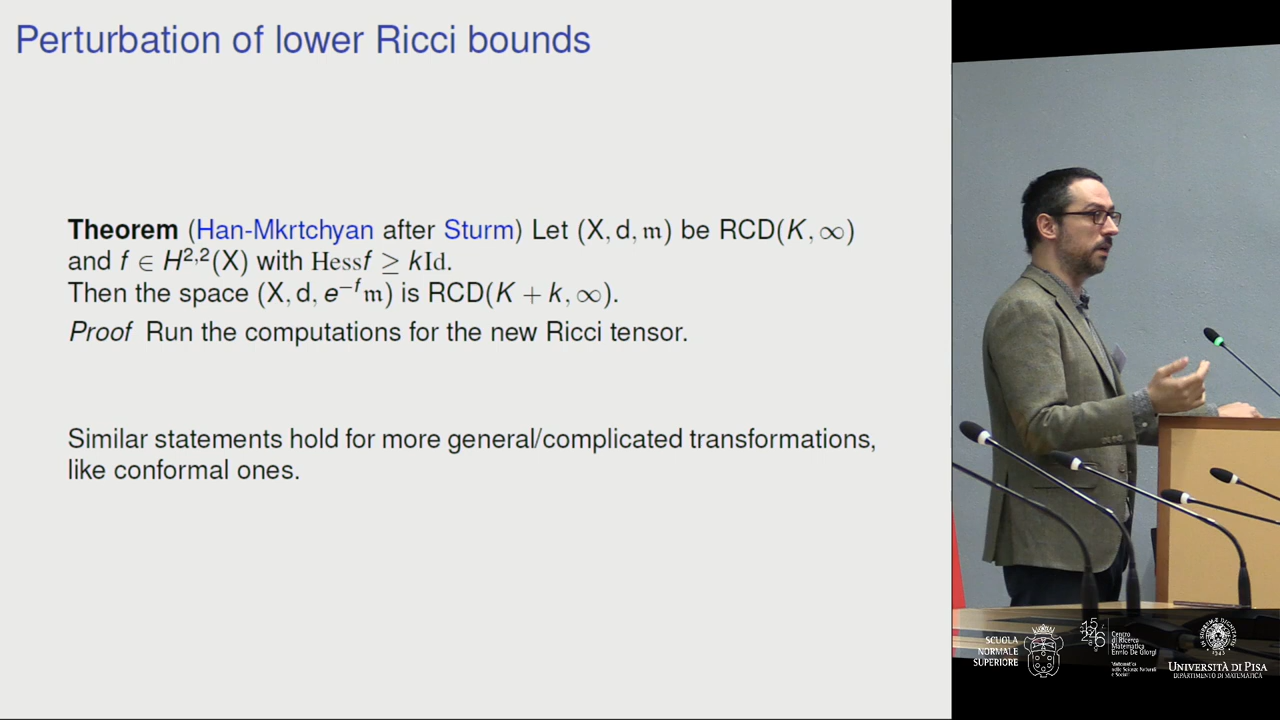 Perturbation of lower Ricci bounds
Theorem (Han-Mkrtchyan after Sturm) Let (X, d, 𝔪) be RCD(K, ∞)
and f ∈ H²,²(X) with Hessf ≥ kId.
Then the space (X, d, e⁻ᶠ𝔪) is RCD(K + k, ∞).
Proof Run the computations for the new Ricci tensor.
Similar statements hold for more general/complicated transformations,
like conformal ones.
SCUOLA
NORMALE
SUPERIORE
Centro
di Ricerca
Matematica
Ennio De Giorgi
UNIVERSITÀ DI PISA
DIPARTIMENTO DI MATEMATICA